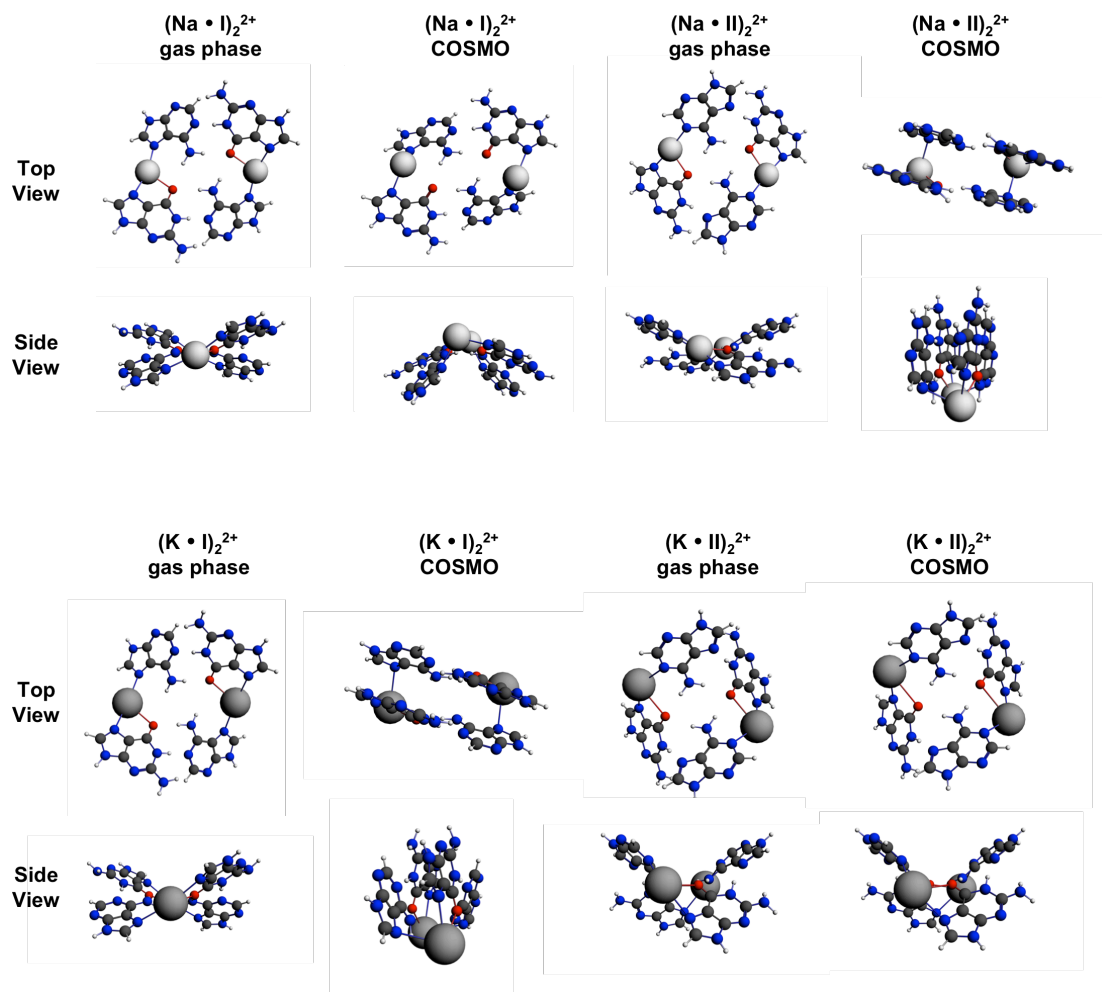 (Na • I)₂²⁺
gas phase
(Na • I)₂²⁺
COSMO
(Na • II)₂²⁺
gas phase
(Na • II)₂²⁺
COSMO
Top
View
Side
View
(K • I)₂²⁺
gas phase
(K • I)₂²⁺
COSMO
(K • II)₂²⁺
gas phase
(K • II)₂²⁺
COSMO
Top
View
Side
View